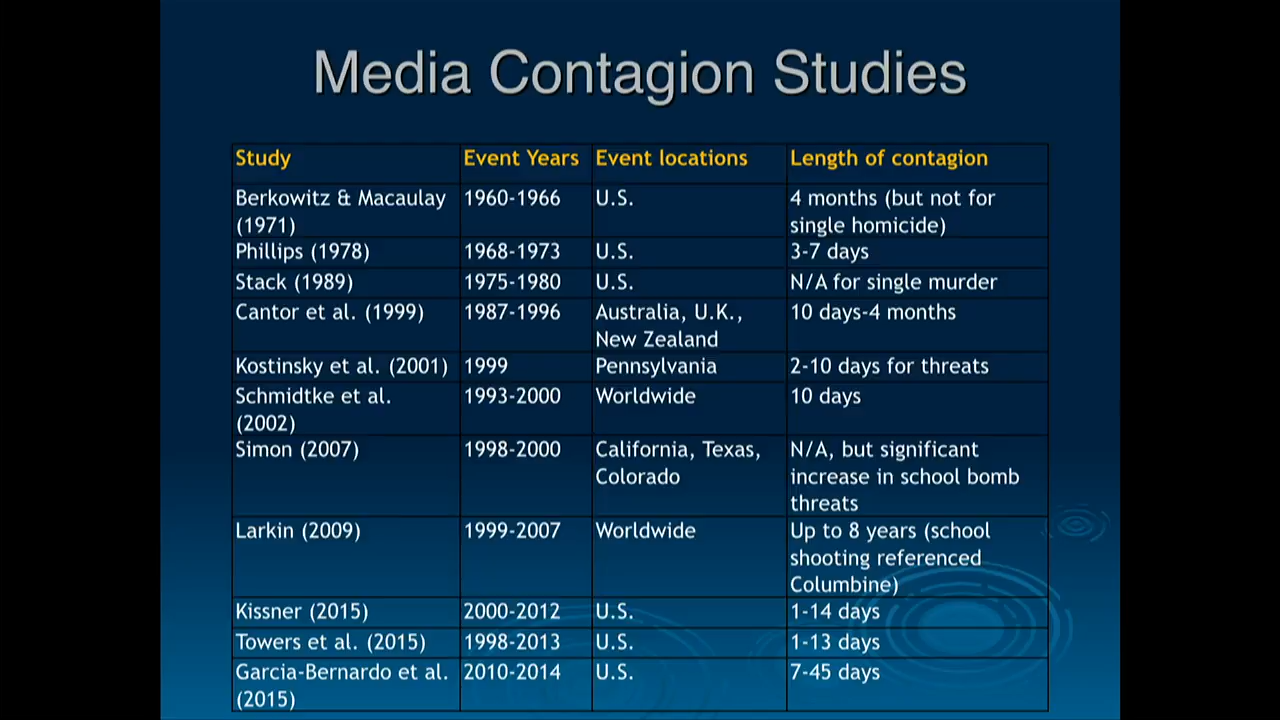 Media Contagion Studies
Study Event Years Event locations Length of contagion
Berkowitz & Macaulay 1960-1966 U.S. 4 months (but not for
(1971) single homicide)
Phillips (1978) 1968-1973 U.S. 3-7 days
Stack (1989) 1975-1980 U.S. N/A for single murder
Cantor et al. (1999) 1987-1996 Australia, U.K., 10 days-4 months
New Zealand
Kostinsky et al. (2001) 1999 Pennsylvania 2-10 days for threats
Schmidtke et al. 1993-2000 Worldwide 10 days
(2002)
Simon (2007) 1998-2000 California, Texas, N/A, but significant
Colorado increase in school bomb
threats
Larkin (2009) 1999-2007 Worldwide Up to 8 years (school
shooting referenced
Columbine)
Kissner (2015) 2000-2012 U.S. 1-14 days
Towers et al. (2015) 1998-2013 U.S. 1-13 days
Garcia-Bernardo et al. 2010-2014 U.S. 7-45 days
(2015)